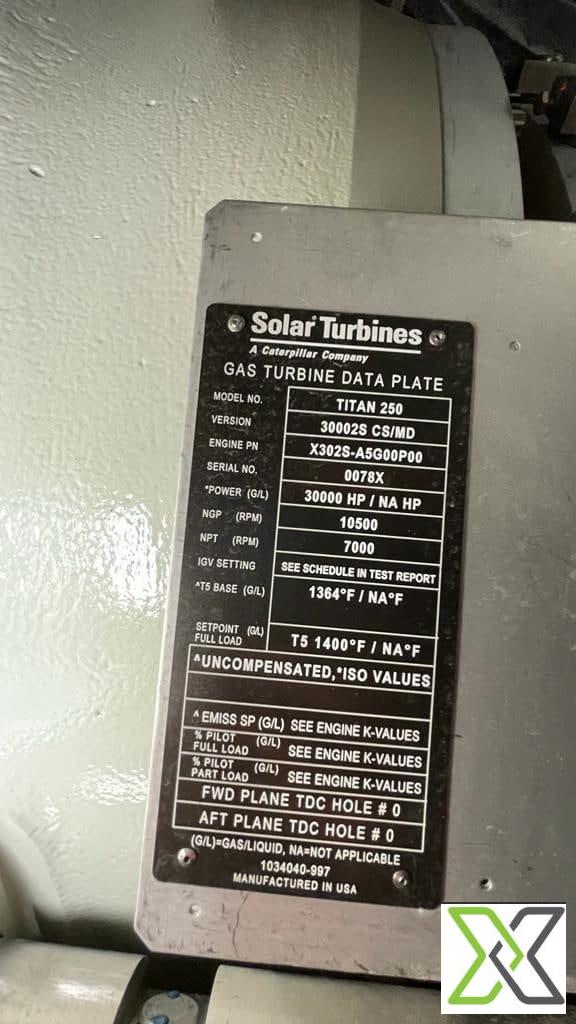 Solar Turbines
A Caterpillar Company
GAS TURBINE DATA PLATE
MODEL NO. TITAN 250
VERSION 30002S CS/MD
ENGINE PN X302S-A5G00P00
SERIAL NO. 0078X
*POWER (G/L) 30000 HP / NA HP
NGP (RPM) 10500
NPT (RPM) 7000
IGV SETTING SEE SCHEDULE IN TEST REPORT
^T5 BASE (G/L) 1364°F / NA°F
SETPOINT (G/L)
FULL LOAD T5 1400°F / NA°F
^UNCOMPENSATED,*ISO VALUES
^ EMISS SP (G/L) SEE ENGINE K-VALUES
% PILOT (G/L)
FULL LOAD SEE ENGINE K-VALUES
% PILOT (G/L)
PART LOAD SEE ENGINE K-VALUES
FWD PLANE TDC HOLE # 0
AFT PLANE TDC HOLE # 0
(G/L)=GAS/LIQUID, NA=NOT APPLICABLE
1034040-997
MANUFACTURED IN USA